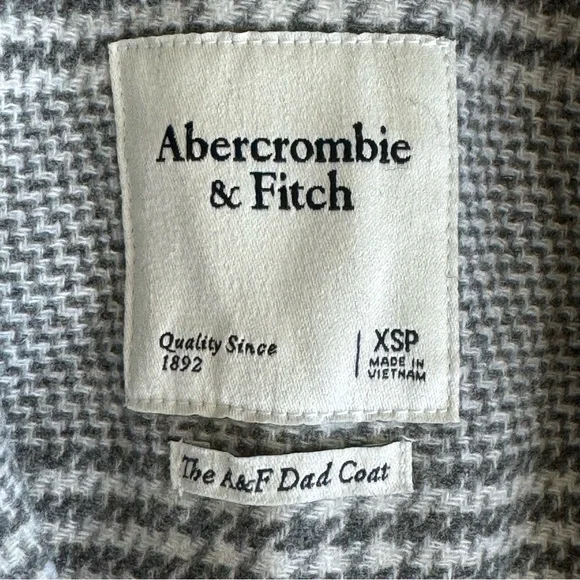 Abercrombie
& Fitch
Quality Since
1892
XSP
MADE IN
VIETNAM
The A&F Dad Coat